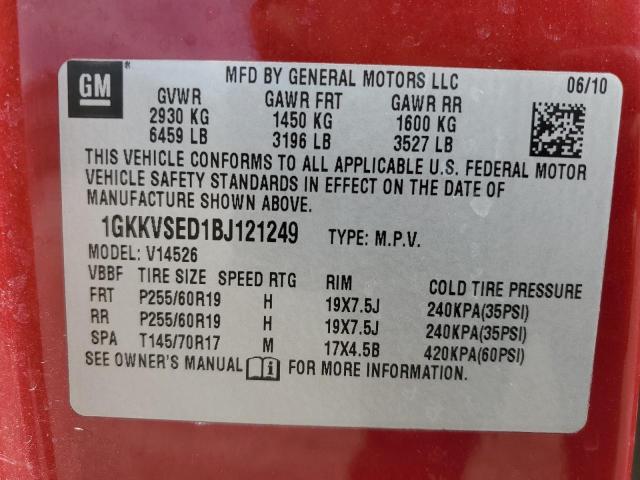 GM ®
MFD BY GENERAL MOTORS LLC 06/10
GVWR GAWR FRT GAWR RR
2930 KG 1450 KG 1600 KG
6459 LB 3196 LB 3527 LB
THIS VEHICLE CONFORMS TO ALL APPLICABLE U.S. FEDERAL MOTOR
VEHICLE SAFETY STANDARDS IN EFFECT ON THE DATE OF
MANUFACTURE SHOWN ABOVE.
1GKKVSED1BJ121249 TYPE: M.P.V.
MODEL: V14526
VBBF TIRE SIZE SPEED RTG RIM COLD TIRE PRESSURE
FRT P255/60R19 H 19X7.5J 240KPA(35PSI)
RR P255/60R19 H 19X7.5J 240KPA(35PSI)
SPA T145/70R17 M 17X4.5B 420KPA(60PSI)
SEE OWNER'S MANUAL i FOR MORE INFORMATION.